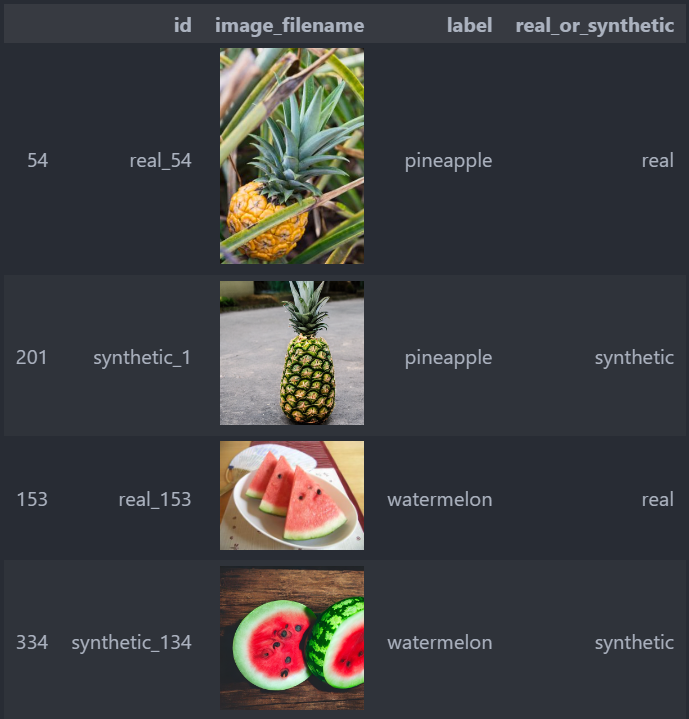 id image_filename label real_or_synthetic
54 real_54 pineapple real
201 synthetic_1 pineapple synthetic
153 real_153 watermelon real
334 synthetic_134 watermelon synthetic